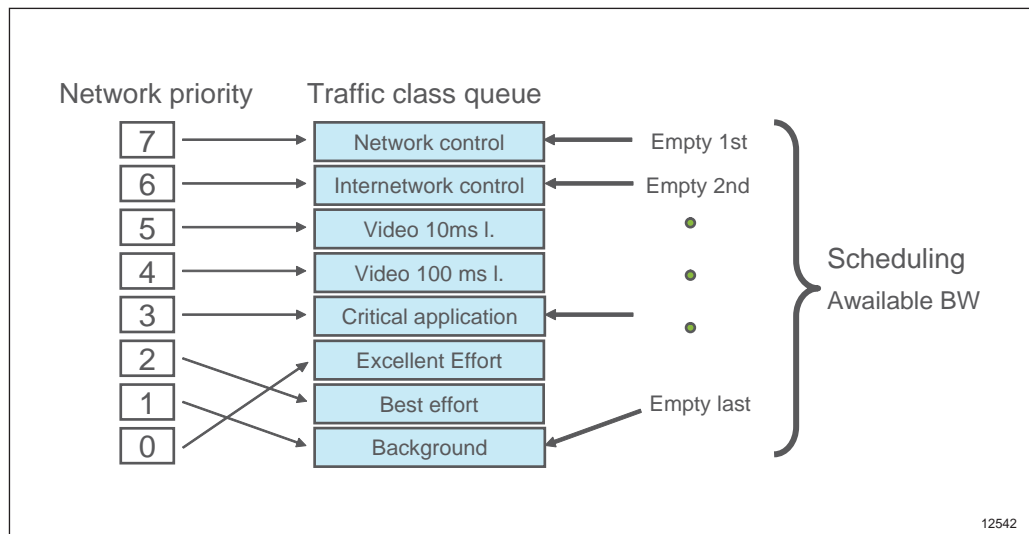 Network priority Traffic class queue
7 Network control Empty 1st
6 Internetwork control Empty 2nd
5 Video 10ms l.
4 Video 100 ms l.
Scheduling
Awailable BW
3 Critical application
2 Excellent Effort
1 Best effort Empty last
0 Background
12542